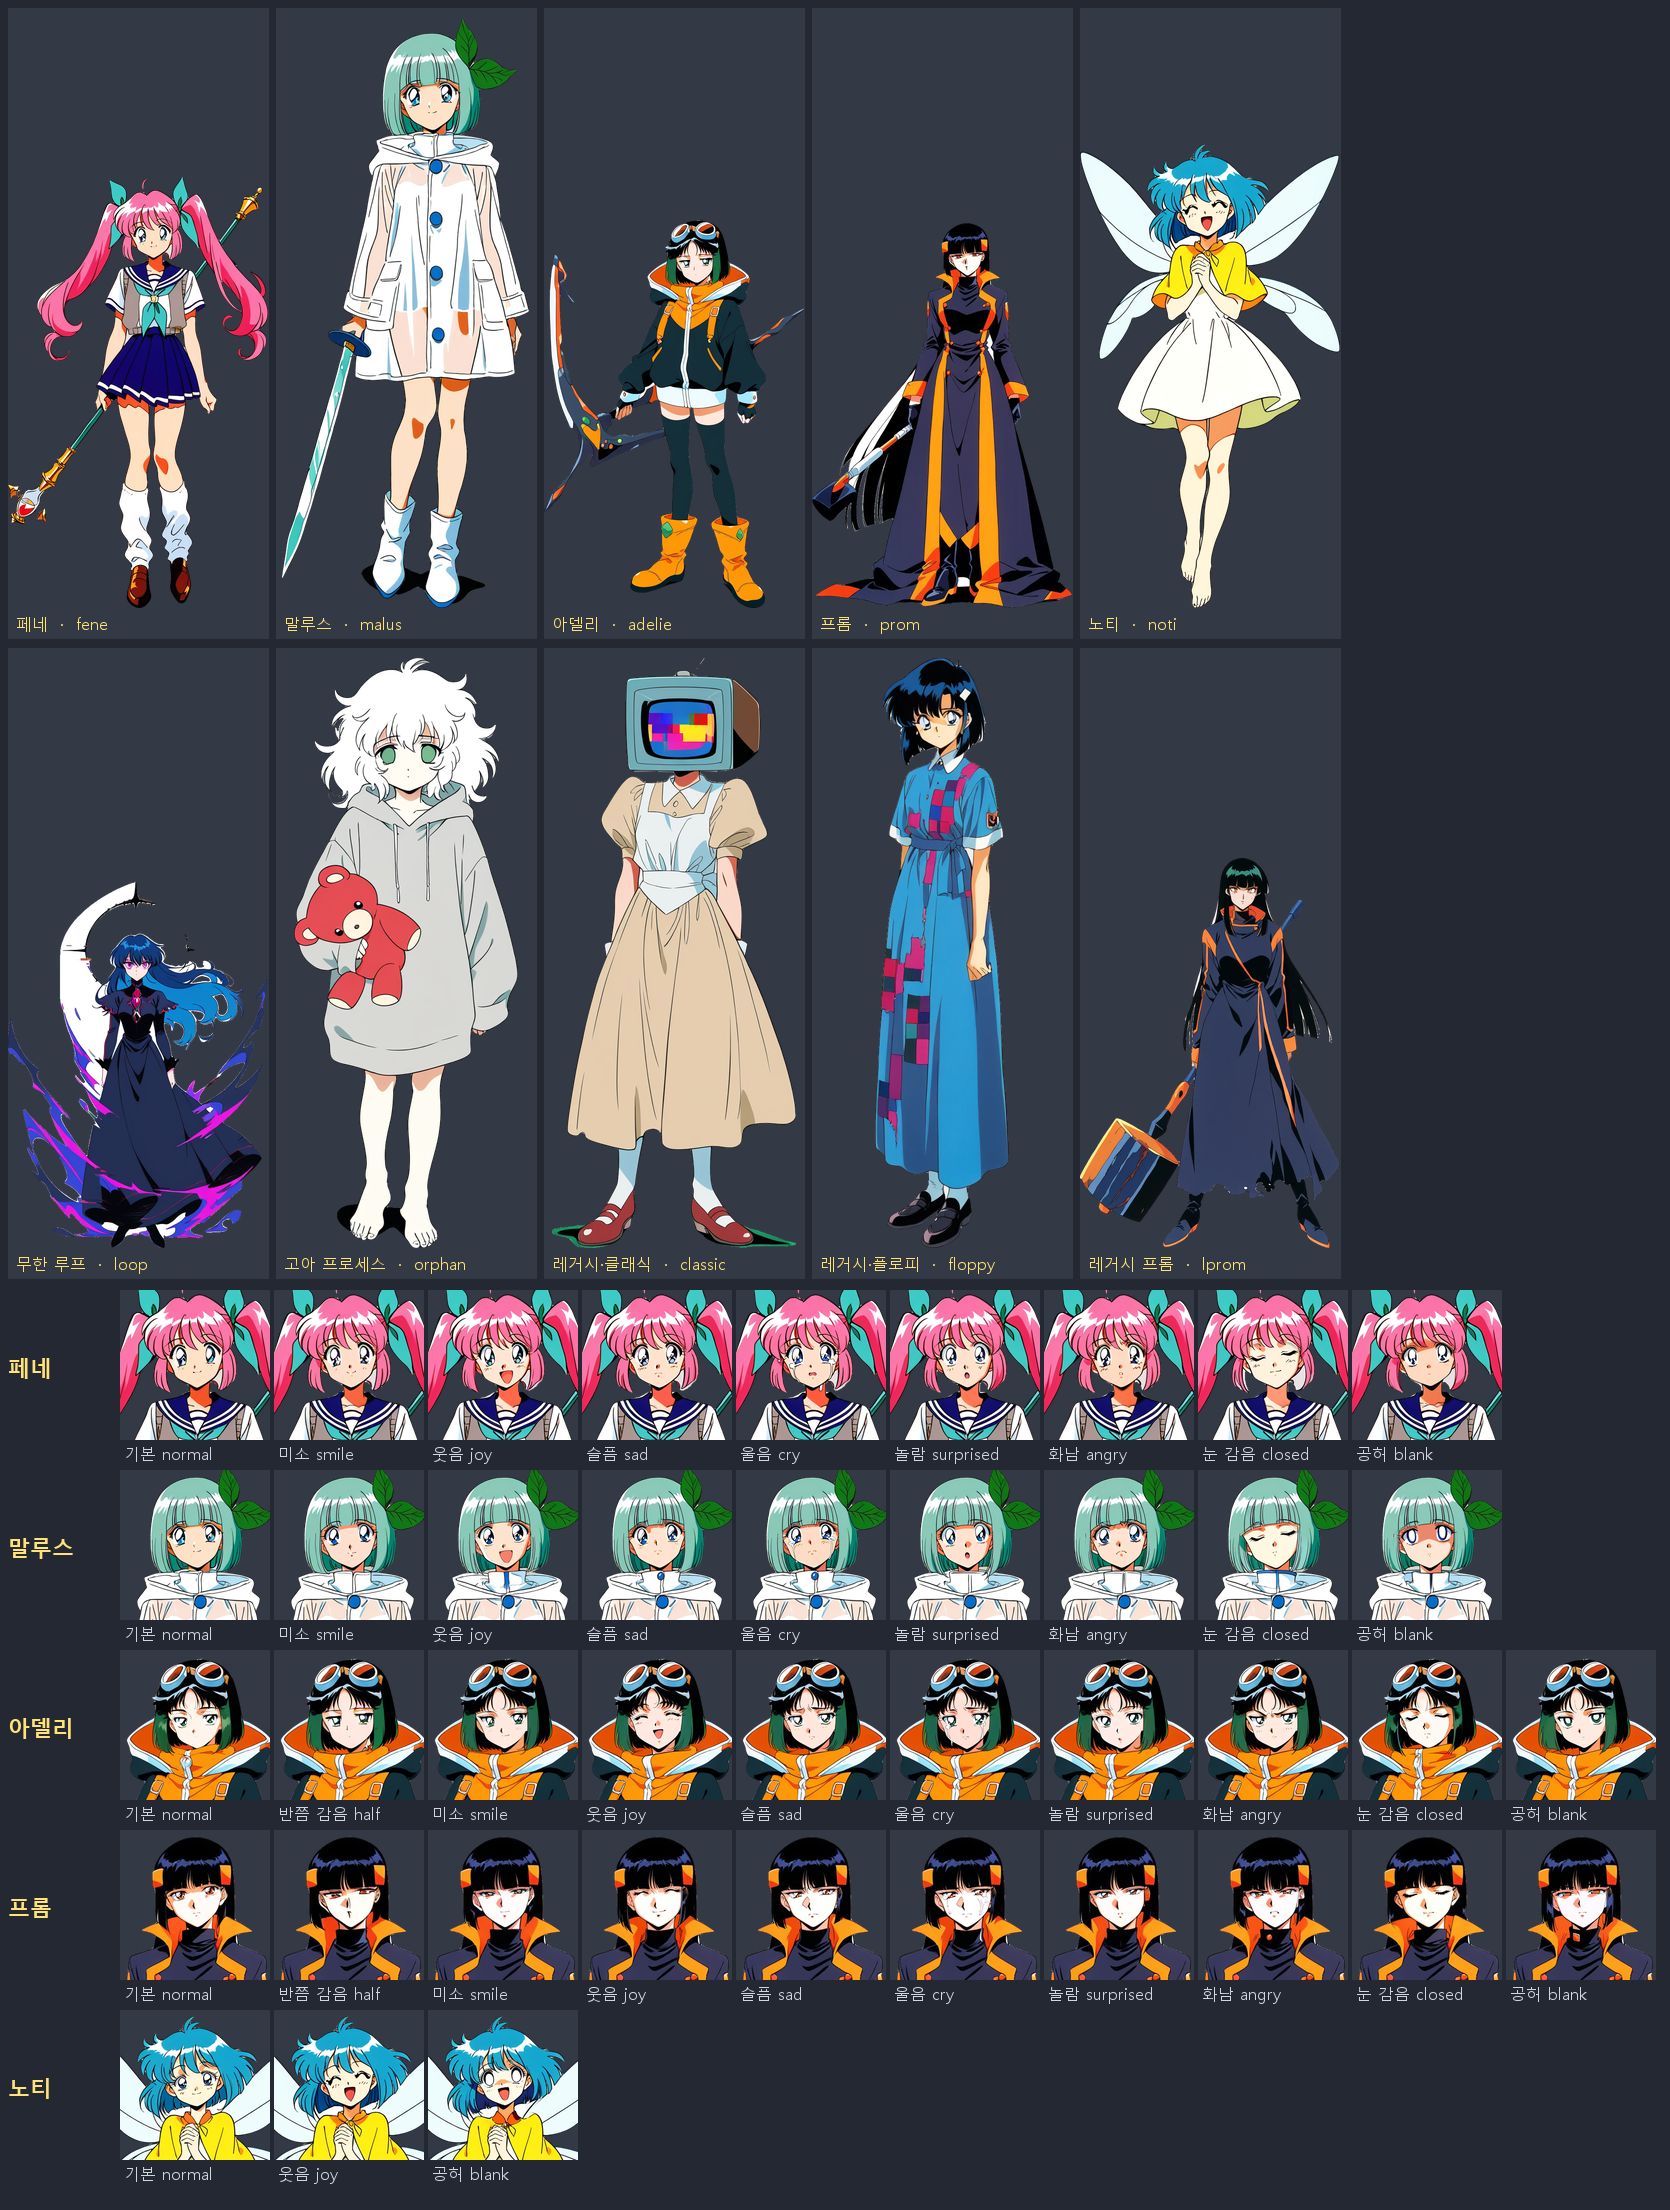 페네 · fene
말루스 · malus
아델리 · adelie
프롬 · prom
노티 · noti
무한 루프 · loop
고아 프로세스 · orphan
레거시·클래식 · classic
레거시·플로피 · floppy
레거시 프롬 · lprom
페네
기본 normal
미소 smile
웃음 joy
슬픔 sad
울음 cry
놀람 surprised
화남 angry
눈 감음 closed
공허 blank
말루스
기본 normal
미소 smile
웃음 joy
슬픔 sad
울음 cry
놀람 surprised
화남 angry
눈 감음 closed
공허 blank
아델리
기본 normal
반쯤 감음 half
미소 smile
웃음 joy
슬픔 sad
울음 cry
놀람 surprised
화남 angry
눈 감음 closed
공허 blank
프롬
기본 normal
반쯤 감음 half
미소 smile
웃음 joy
슬픔 sad
울음 cry
놀람 surprised
화남 angry
눈 감음 closed
공허 blank
노티
기본 normal
웃음 joy
공허 blank